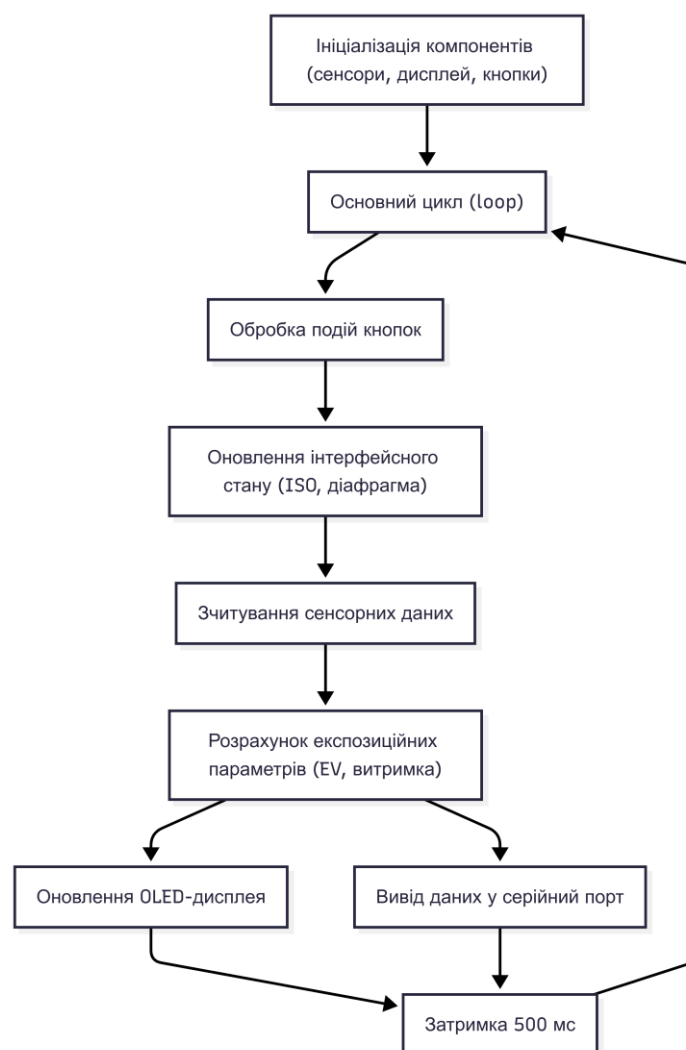 Ініціалізація компонентів
(сенсори, дисплей, кнопки)
Основний цикл (loop)
Обробка подій кнопок
Оновлення інтерфейсного
стану (ISO, діафрагма)
Зчитування сенсорних даних
Розрахунок експозиційних
параметрів (EV, витримка)
Оновлення OLED-дисплея
Вивід даних у серійний порт
Затримка 500 мс